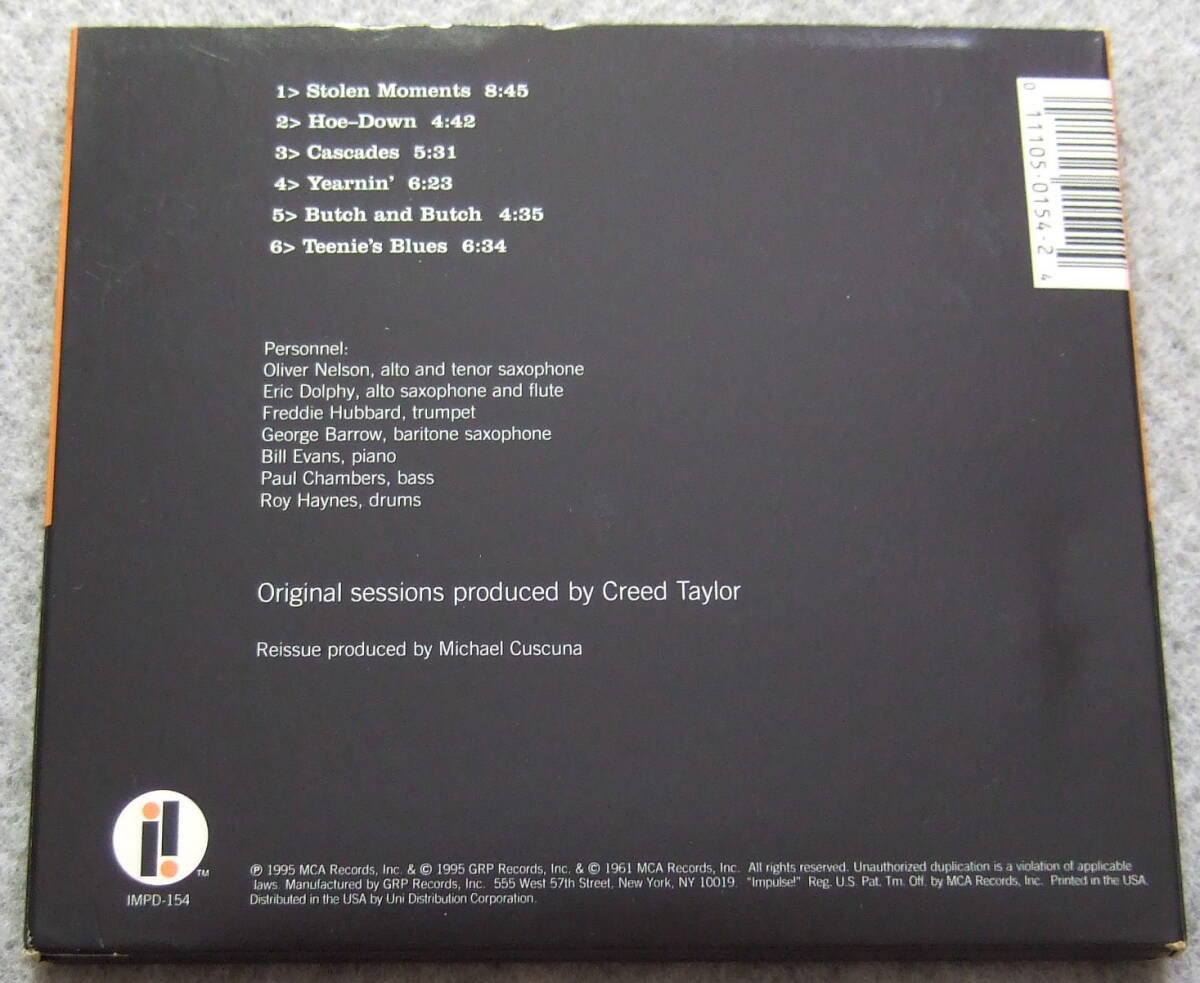 1> Stolen Moments 8:45
2> Hoe–Down 4:42
3> Cascades 5:31
4> Yearnin' 6:23
5> Butch and Butch 4:35
6> Teenie's Blues 6:34
0 11105-0154-2 4
Personnel:
Oliver Nelson, alto and tenor saxophone
Eric Dolphy, alto saxophone and flute
Freddie Hubbard, trumpet
George Barrow, baritone saxophone
Bill Evans, piano
Paul Chambers, bass
Roy Haynes, drums
Original sessions produced by Creed Taylor
Reissue produced by Michael Cuscuna
i! TM
IMPD-154
℗ 1995 MCA Records, Inc. & © 1995 GRP Records, Inc. & © 1961 MCA Records, Inc. All rights reserved. Unauthorized duplication is a violation of applicable
laws. Manufactured by GRP Records, Inc. 555 West 57th Street, New York, NY 10019. "Impulse!" Reg. U.S. Pat. Tm. Off. by MCA Records, Inc. Printed in the USA.
Distributed in the USA by Uni Distribution Corporation.